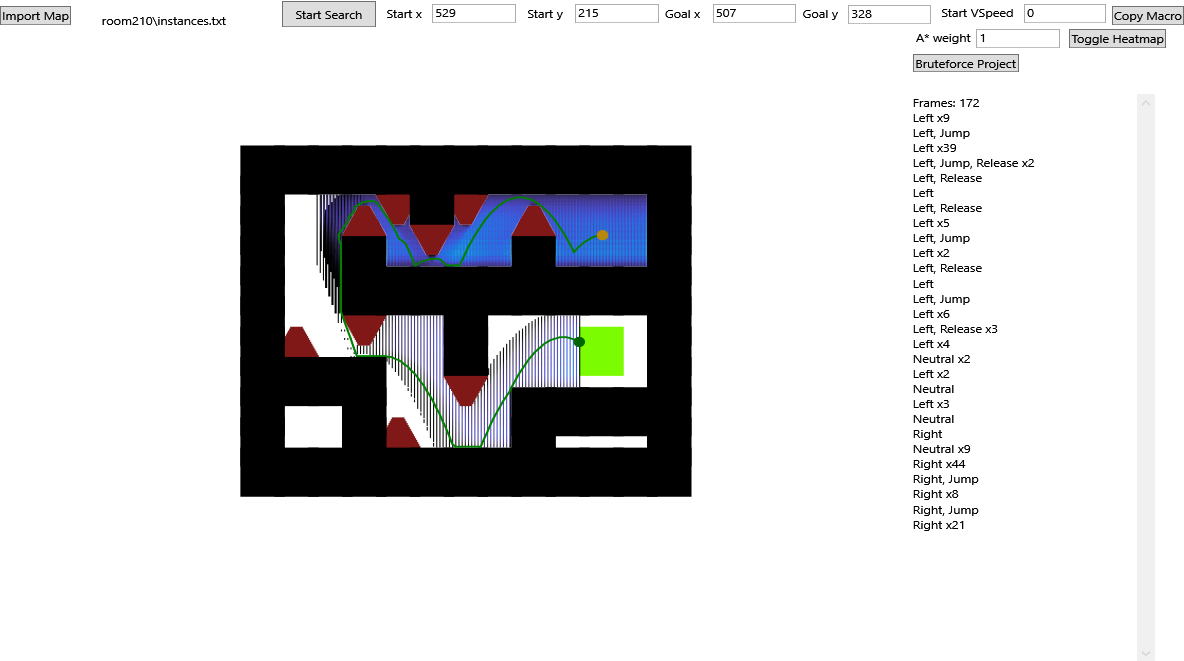 Import Map
room210\instances.txt
Start Search
Start x 529
Start y 215
Goal x 507
Goal y 328
Start VSpeed 0
Copy Macro
A* weight 1
Toggle Heatmap
Bruteforce Project
Frames: 172
Left x9
Left, Jump
Left x39
Left, Jump, Release x2
Left, Release
Left
Left, Release
Left x5
Left, Jump
Left x2
Left, Release
Left
Left, Jump
Left x6
Left, Release x3
Left x4
Neutral x2
Left x2
Neutral
Left x3
Neutral
Right
Neutral x9
Right x44
Right, Jump
Right x8
Right, Jump
Right x21